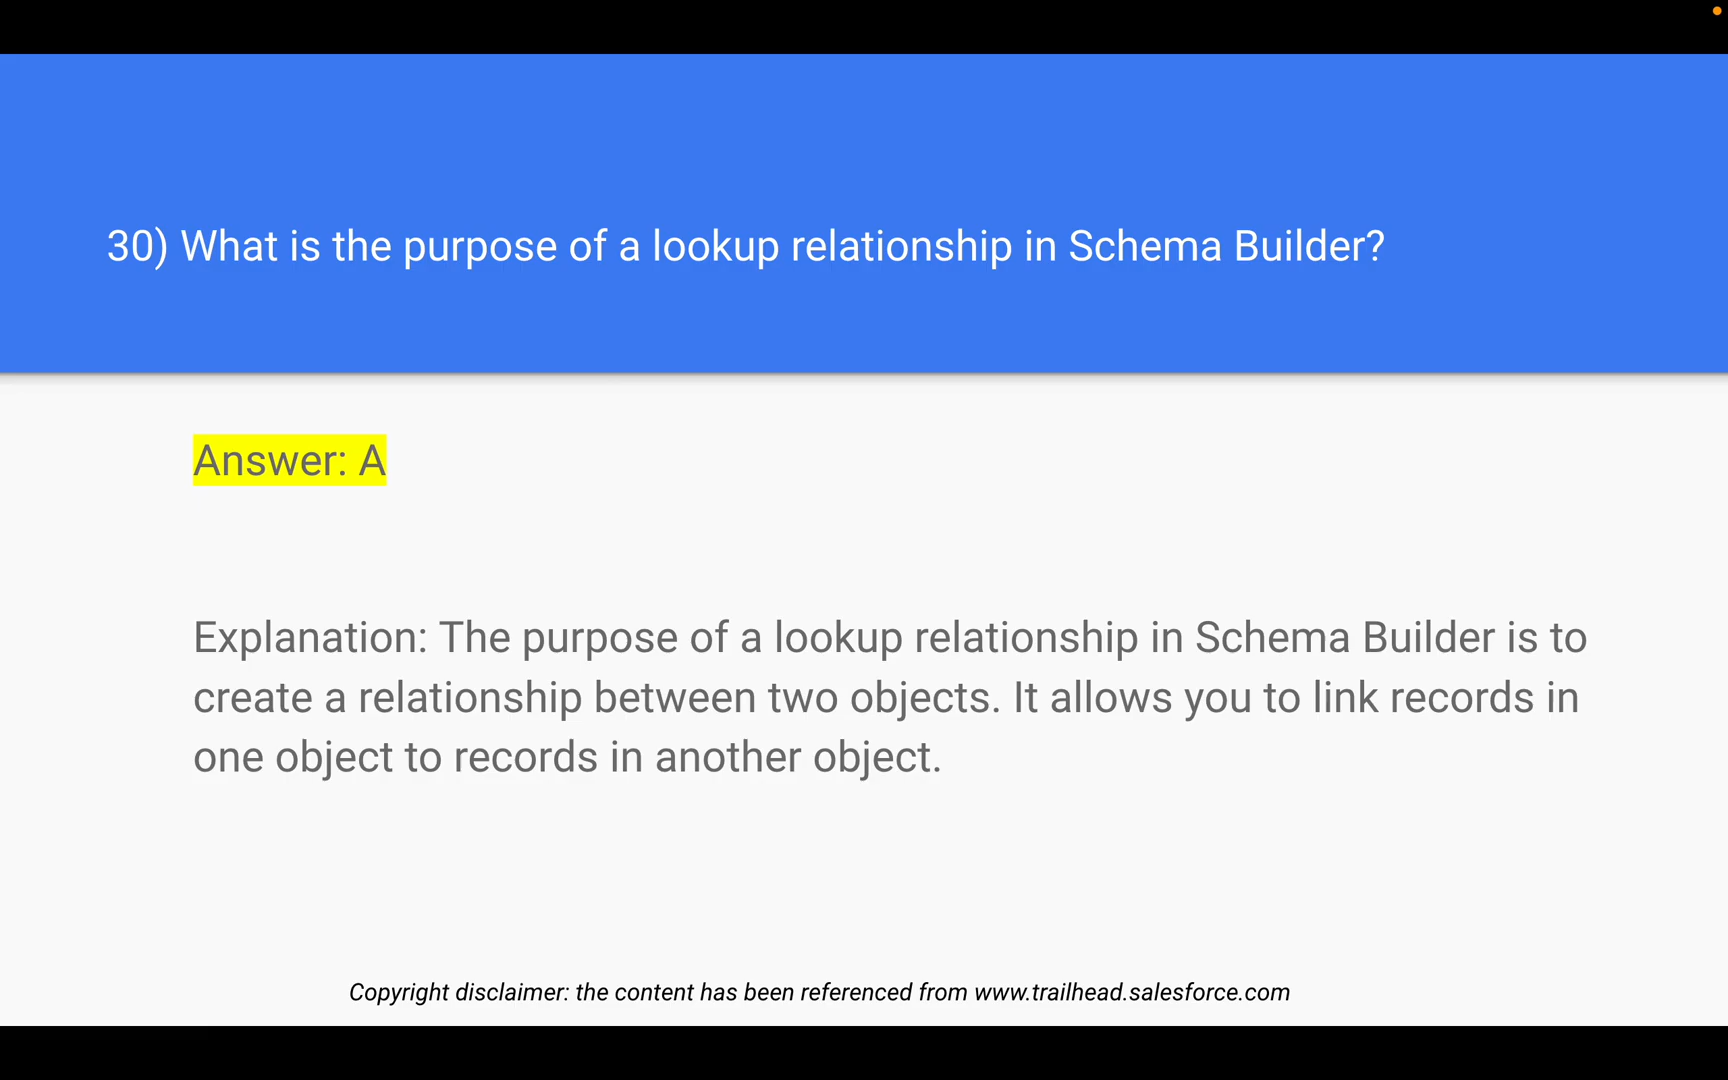 30) What is the purpose of a lookup relationship in Schema Builder?
Answer: A
Explanation: The purpose of a lookup relationship in Schema Builder is to
create a relationship between two objects. It allows you to link records in
one object to records in another object.
Copyright disclaimer: the content has been referenced from www.trailhead.salesforce.com